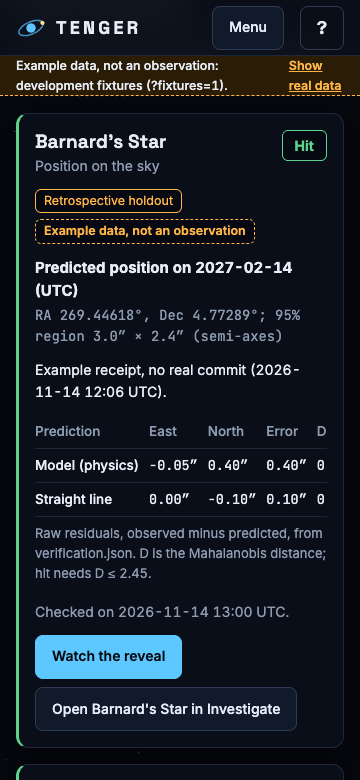 TENGER
Menu
?
Example data, not an observation:
development fixtures (?fixtures=1).
Show
real data
Barnard's Star
Position on the sky
Hit
Retrospective holdout
Example data, not an observation
Predicted position on 2027-02-14
(UTC)
RA 269.44618°, Dec 4.77289°; 95%
region 3.0″ × 2.4″ (semi-axes)
Example receipt, no real commit (2026-
11-14 12:06 UTC).
Prediction East North Error D
Model (physics) -0.05″ 0.40″ 0.40″ 0
Straight line 0.00″ -0.10″ 0.10″ 0
Raw residuals, observed minus predicted, from
verification.json. D is the Mahalanobis distance;
hit needs D ≤ 2.45.
Checked on 2026-11-14 13:00 UTC.
Watch the reveal
Open Barnard's Star in Investigate